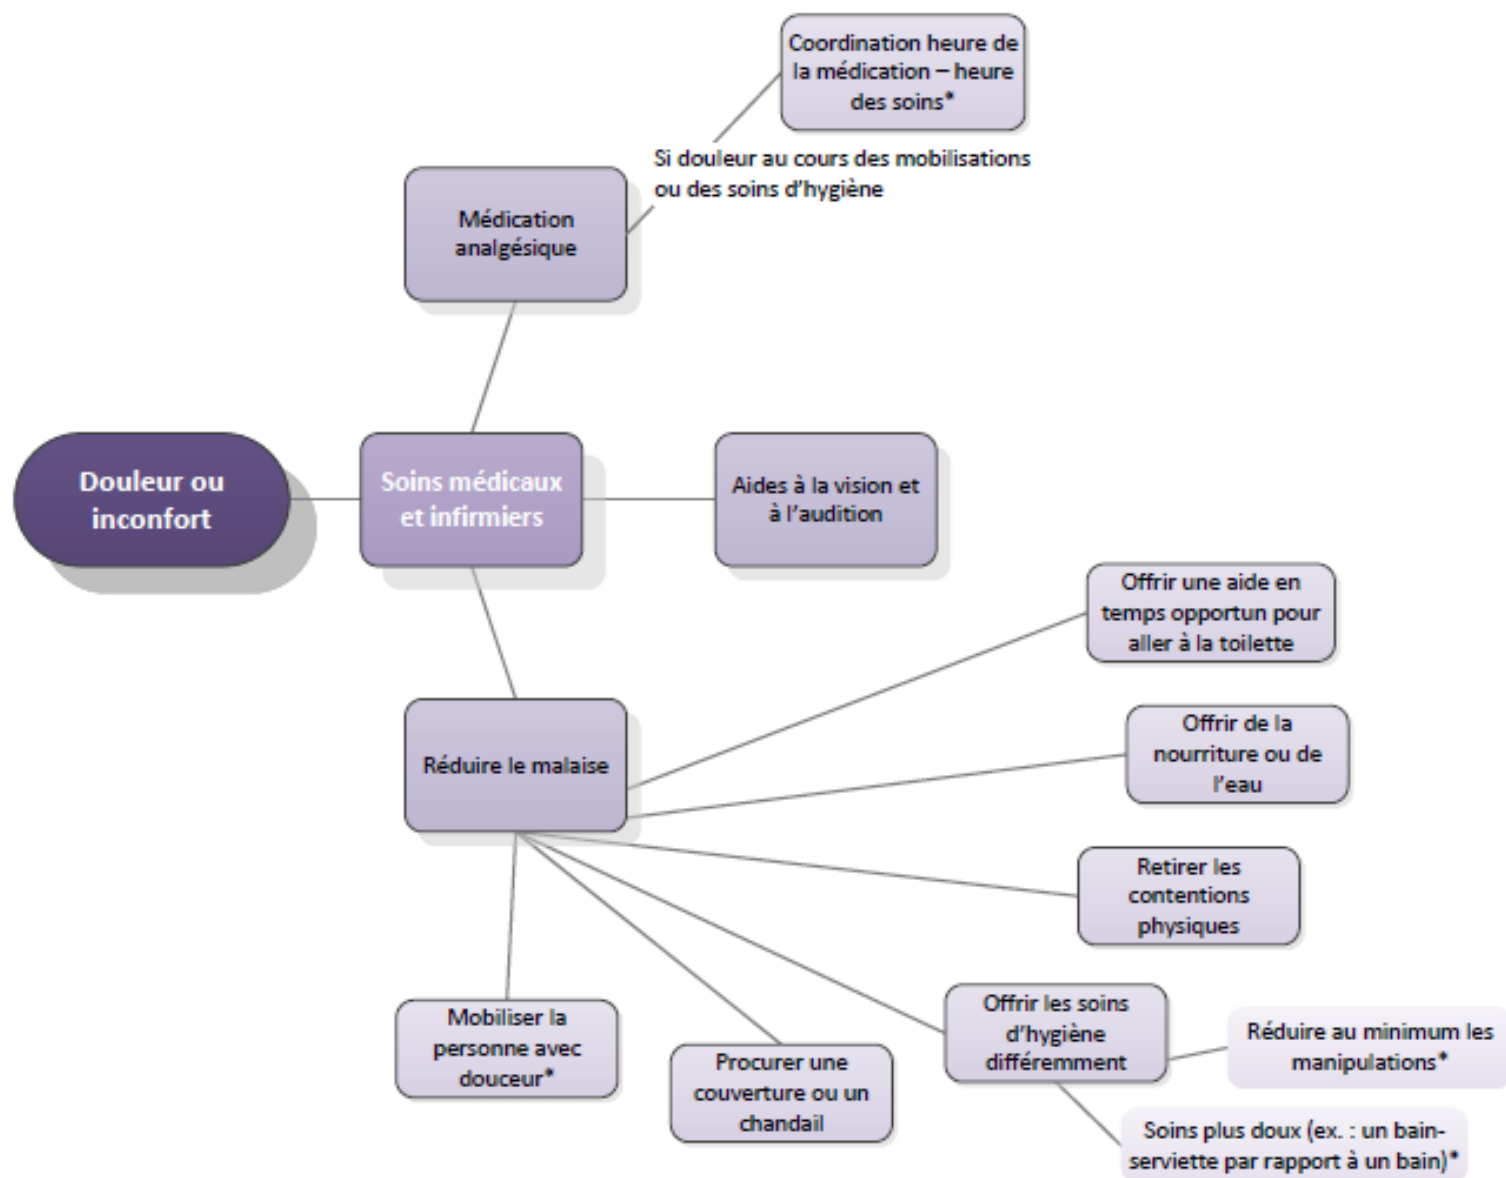 Coordination heure de
la médication – heure
des soins*
Si douleur au cours des mobilisations
ou des soins d'hygiène
Médication
analgésique
Douleur ou
inconfort
Soins médicaux
et infirmiers
Aides à la vision et
à l'audition
Offrir une aide en
temps opportun pour
aller à la toilette
Réduire le malaise
Offrir de la
nourriture ou de
l'eau
Retirer les
contentions
physiques
Mobiliser la
personne avec
douceur*
Procurer une
couverture ou un
chandail
Offrir les soins
d'hygiène
différemment
Réduire au minimum les
manipulations*
Soins plus doux (ex. : un bain-
serviette par rapport à un bain)*